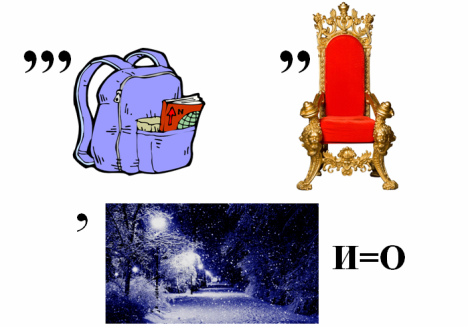 ,,, ,,
, И=О